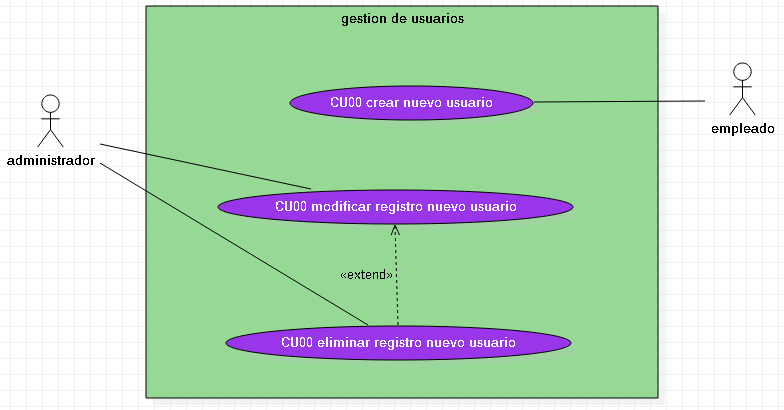 gestion de usuarios
CU00 crear nuevo usuario
empleado
administrador
CU00 modificar registro nuevo usuario
«extend»
CU00 eliminar registro nuevo usuario